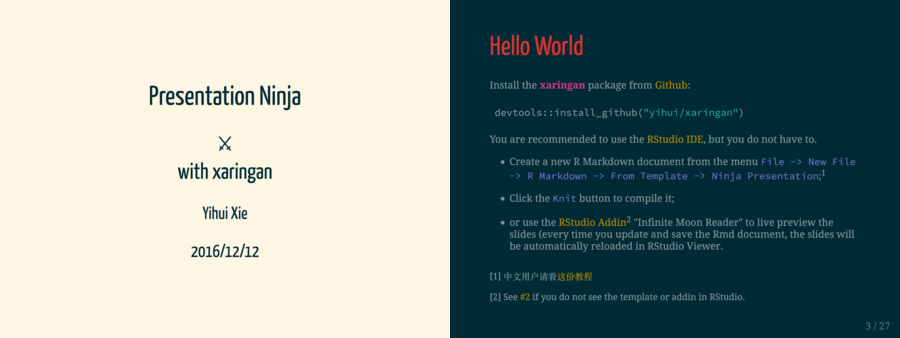 Presentation Ninja
⚔
with xaringan
Yihui Xie
2016/12/12
Hello World
Install the xaringan package from Github:
devtools::install_github("yihui/xaringan")
You are recommended to use the RStudio IDE, but you do not have to.
• Create a new R Markdown document from the menu File -> New File
-> R Markdown -> From Template -> Ninja Presentation;1
• Click the Knit button to compile it;
• or use the RStudio Addin2 "Infinite Moon Reader" to live preview the
slides (every time you update and save the Rmd document, the slides will
be automatically reloaded in RStudio Viewer.
[1] 中文用户请看这份教程
[2] See #2 if you do not see the template or addin in RStudio.
3 / 27